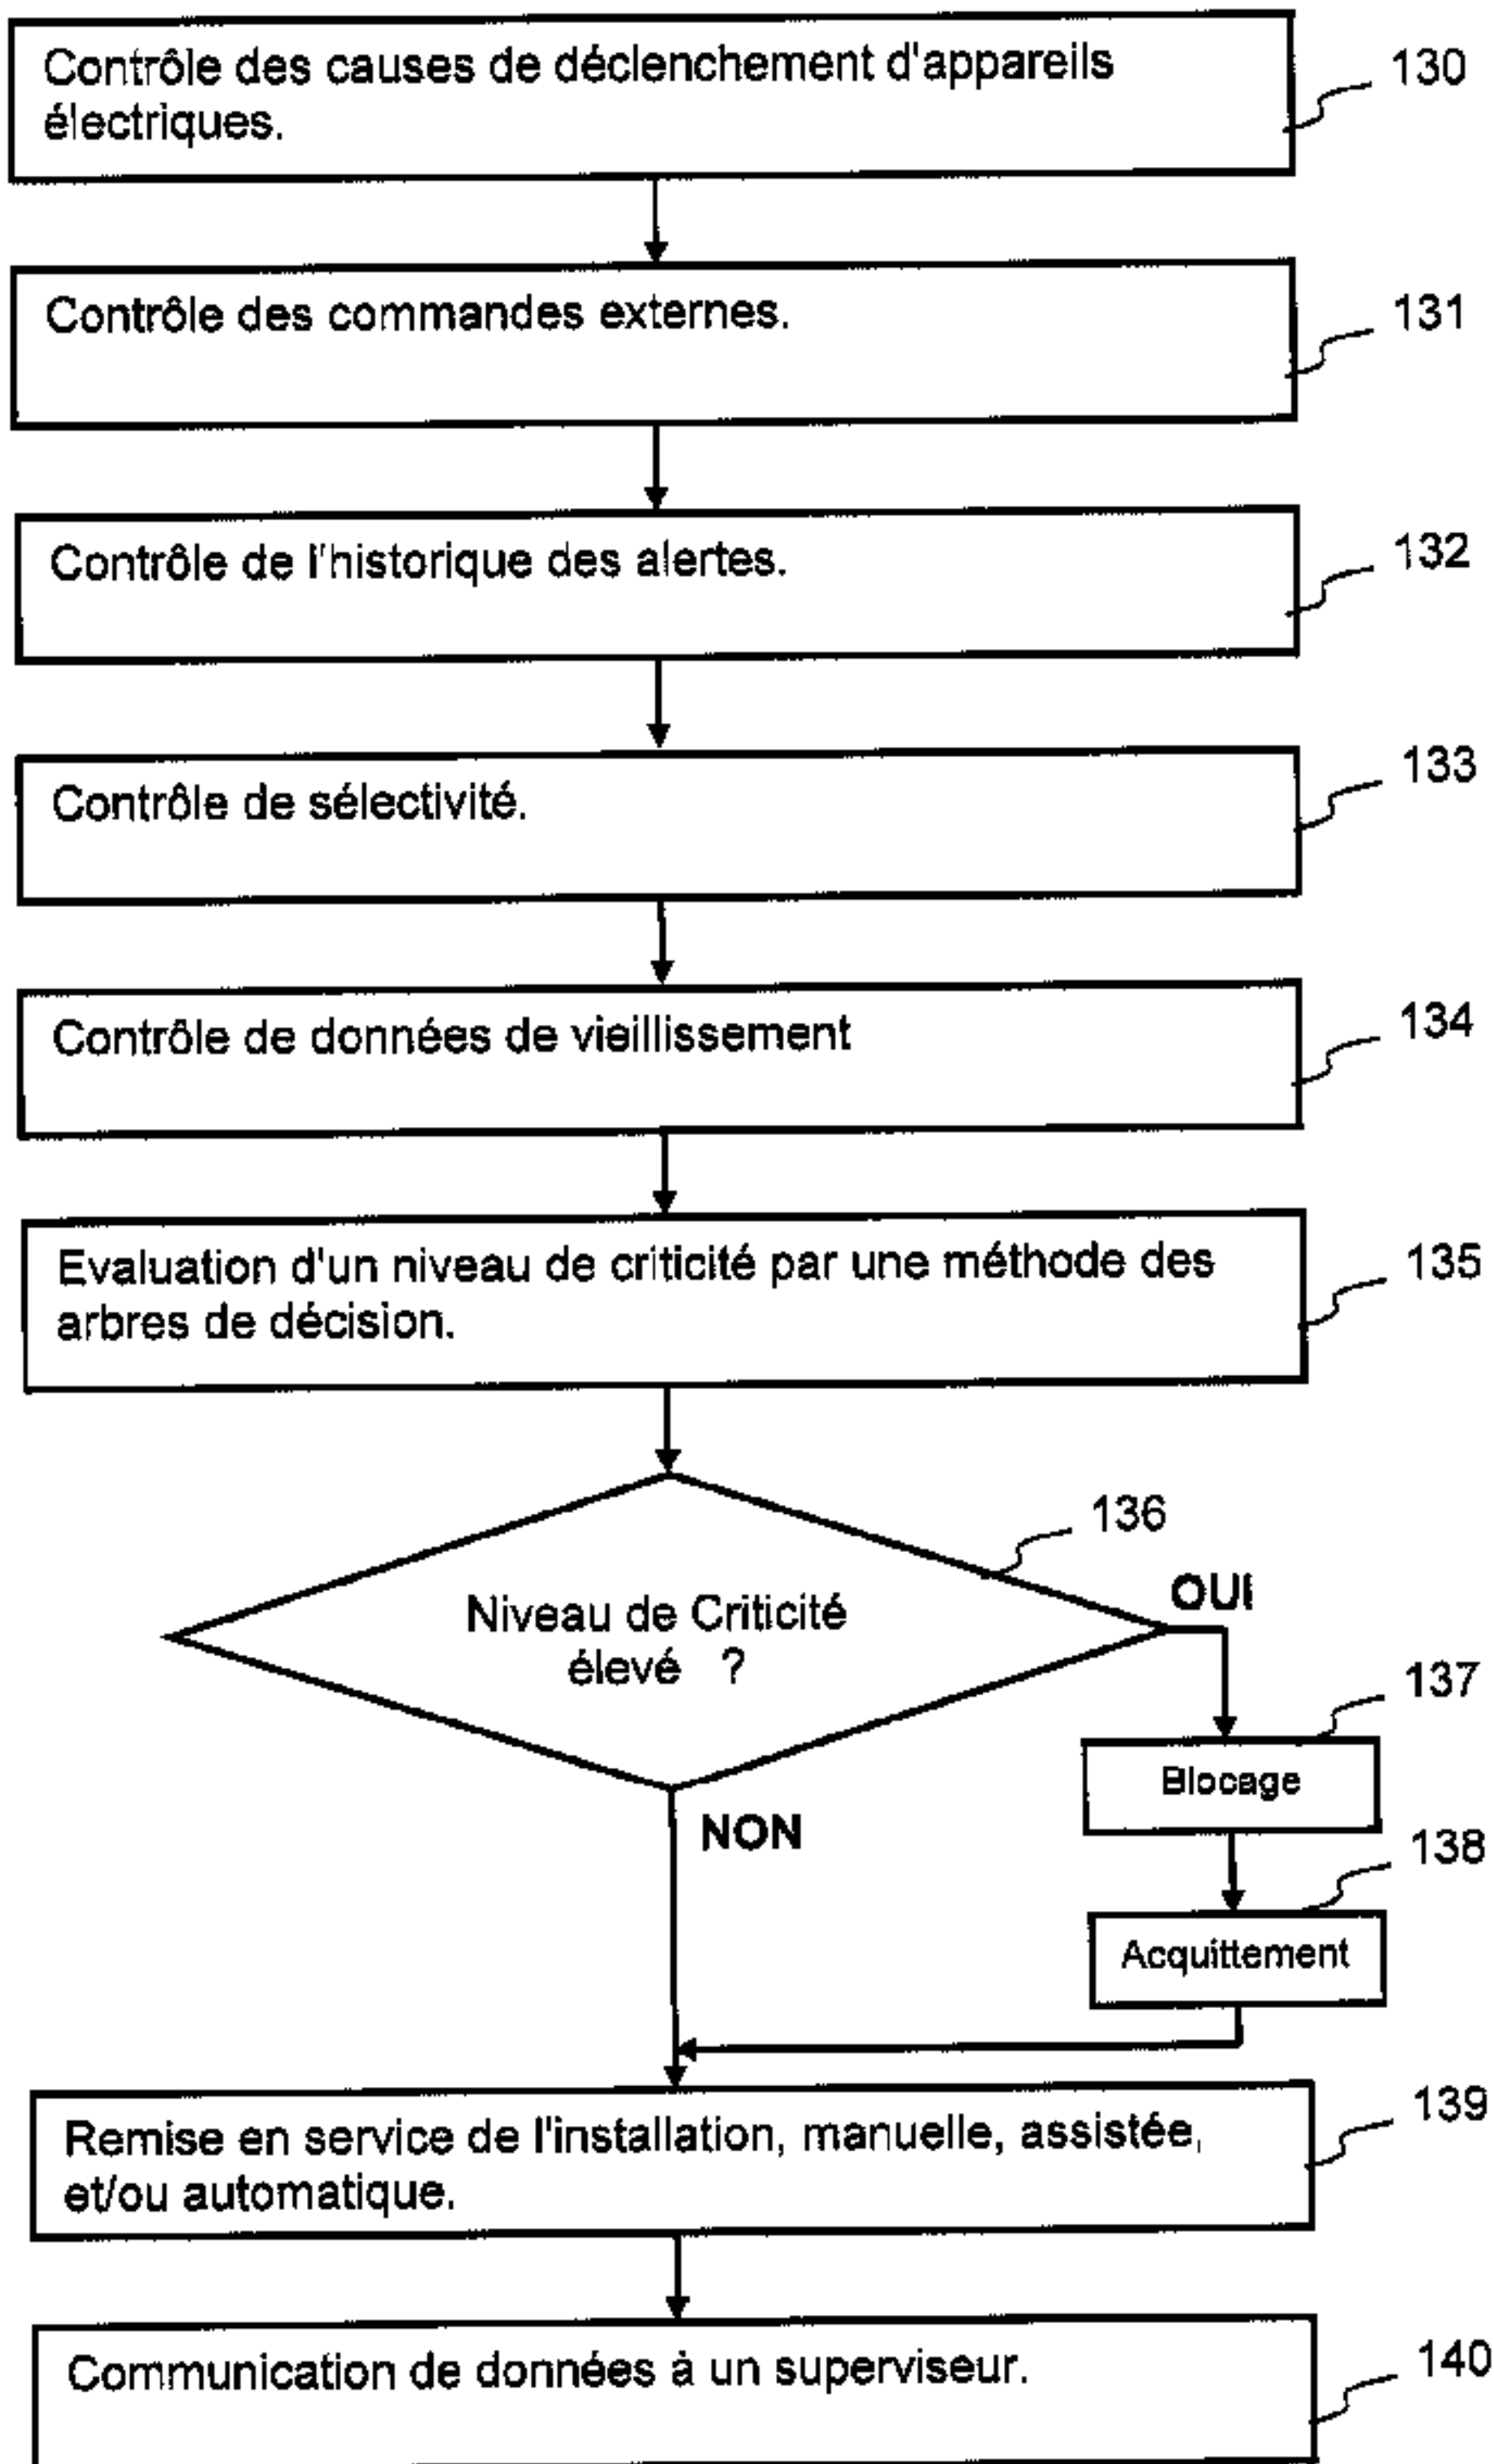 Contrôle des causes de déclenchement d'appareils
électriques.
130
Contrôle des commandes externes.
131
Contrôle de l'historique des alertes.
132
Contrôle de sélectivité.
133
Contrôle de données de vieillissement
134
Evaluation d'un niveau de criticité par une méthode des
arbres de décision.
135
136
Niveau de Criticité
élevé ?
OUI
137
Blocage
NON
138
Acquittement
Remise en service de l'installation, manuelle, assistée,
et/ou automatique.
139
Communication de données à un superviseur.
140